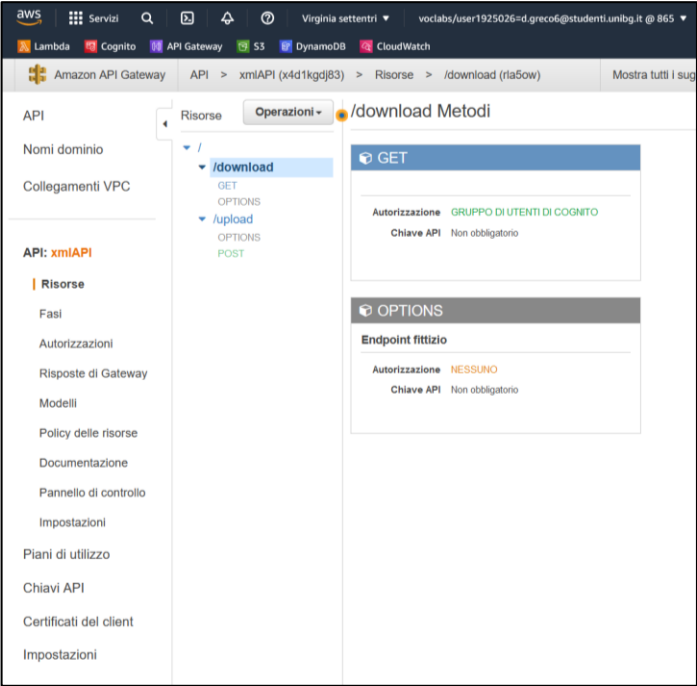 aws Servizi Virginia settentri ▼ voclabs/user1925026=d.greco6@studenti.unibg.it @ 865 ▼
Lambda Cognito API Gateway S3 DynamoDB CloudWatch
Amazon API Gateway API > xmlAPI (x4d1kgdj83) > Risorse > /download (rla5ow) Mostra tutti i sug
API
Nomi dominio
Collegamenti VPC
API: xmlAPI
Risorse
Fasi
Autorizzazioni
Risposte di Gateway
Modelli
Policy delle risorse
Documentazione
Pannello di controllo
Impostazioni
Piani di utilizzo
Chiavi API
Certificati del client
Impostazioni
Risorse Operazioni
/
/download
GET
OPTIONS
/upload
OPTIONS
POST
/download Metodi
GET
Autorizzazione GRUPPO DI UTENTI DI COGNITO
Chiave API Non obbligatorio
OPTIONS
Endpoint fittizio
Autorizzazione NESSUNO
Chiave API Non obbligatorio